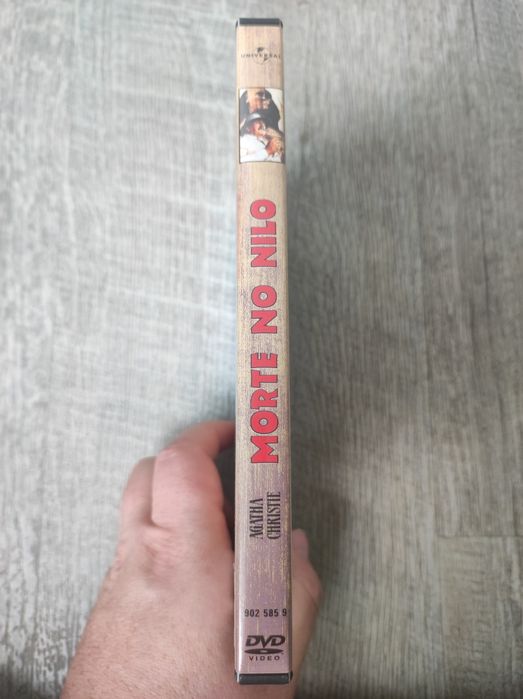 UNIVERSAL
MORTE NO NILO
AGATHA
CHRISTIE
902 585 9
DVD
VIDEO